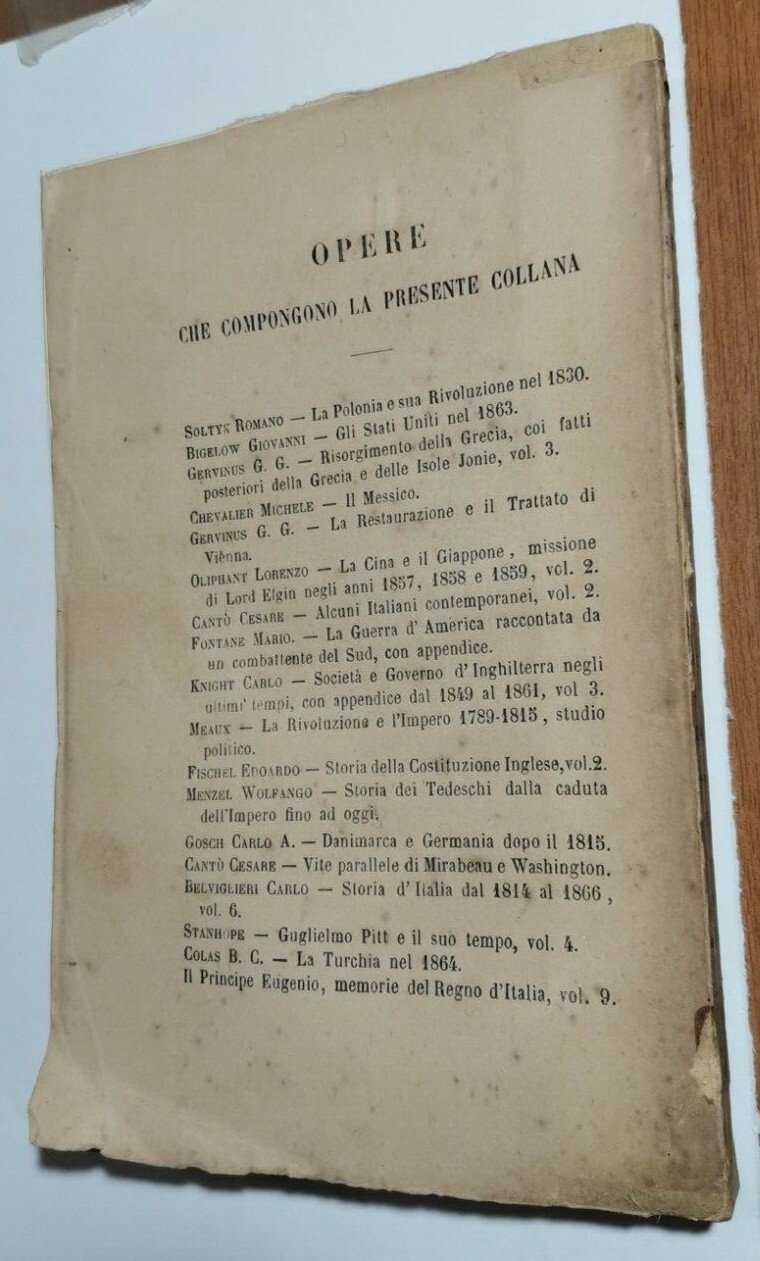 OPERE
CHE COMPONGONO LA PRESENTE COLLANA
SOLTYK ROMANO — La Polonia e sua Rivoluzione nel 1830.
BIGELOW GIOVANNI — Gli Stati Uniti nel 1863.
GERVINUS G. G. — Risorgimento della Grecia, coi fatti
posteriori della Grecia e delle Isole Jonie, vol. 3.
CHEVALIER MICHELE — Il Messico.
GERVINUS G. G. — La Restaurazione e il Trattato di
Vienna.
OLIPHANT LORENZO — La Cina e il Giappone, missione
di Lord Elgin negli anni 1857, 1858 e 1859, vol. 2.
CANTÙ CESARE — Alcuni Italiani contemporanei, vol. 2.
FONTANE MARIO. — La Guerra d'America raccontata da
un combattente del Sud, con appendice.
KNIGHT CARLO — Società e Governo d'Inghilterra negli
ultimi' tempi, con appendice dal 1849 al 1861, vol 3.
MEAUX — La Rivoluzione e l'Impero 1789-1815, studio
politico.
FISCHEL EDOARDO — Storia della Costituzione Inglese, vol. 2.
MENZEL WOLFANGO — Storia dei Tedeschi dalla caduta
dell'Impero fino ad oggi.
GOSCH CARLO A. — Danimarca e Germania dopo il 1815.
CANTÙ CESARE — Vite parallele di Mirabeau e Washington.
BELVIGLIERI CARLO — Storia d'Italia dal 1814 al 1866,
vol. 6.
STANHOPE — Guglielmo Pitt e il suo tempo, vol. 4.
COLAS B. C. — La Turchia nel 1864.
Il Principe Eugenio, memorie del Regno d'Italia, vol. 9.